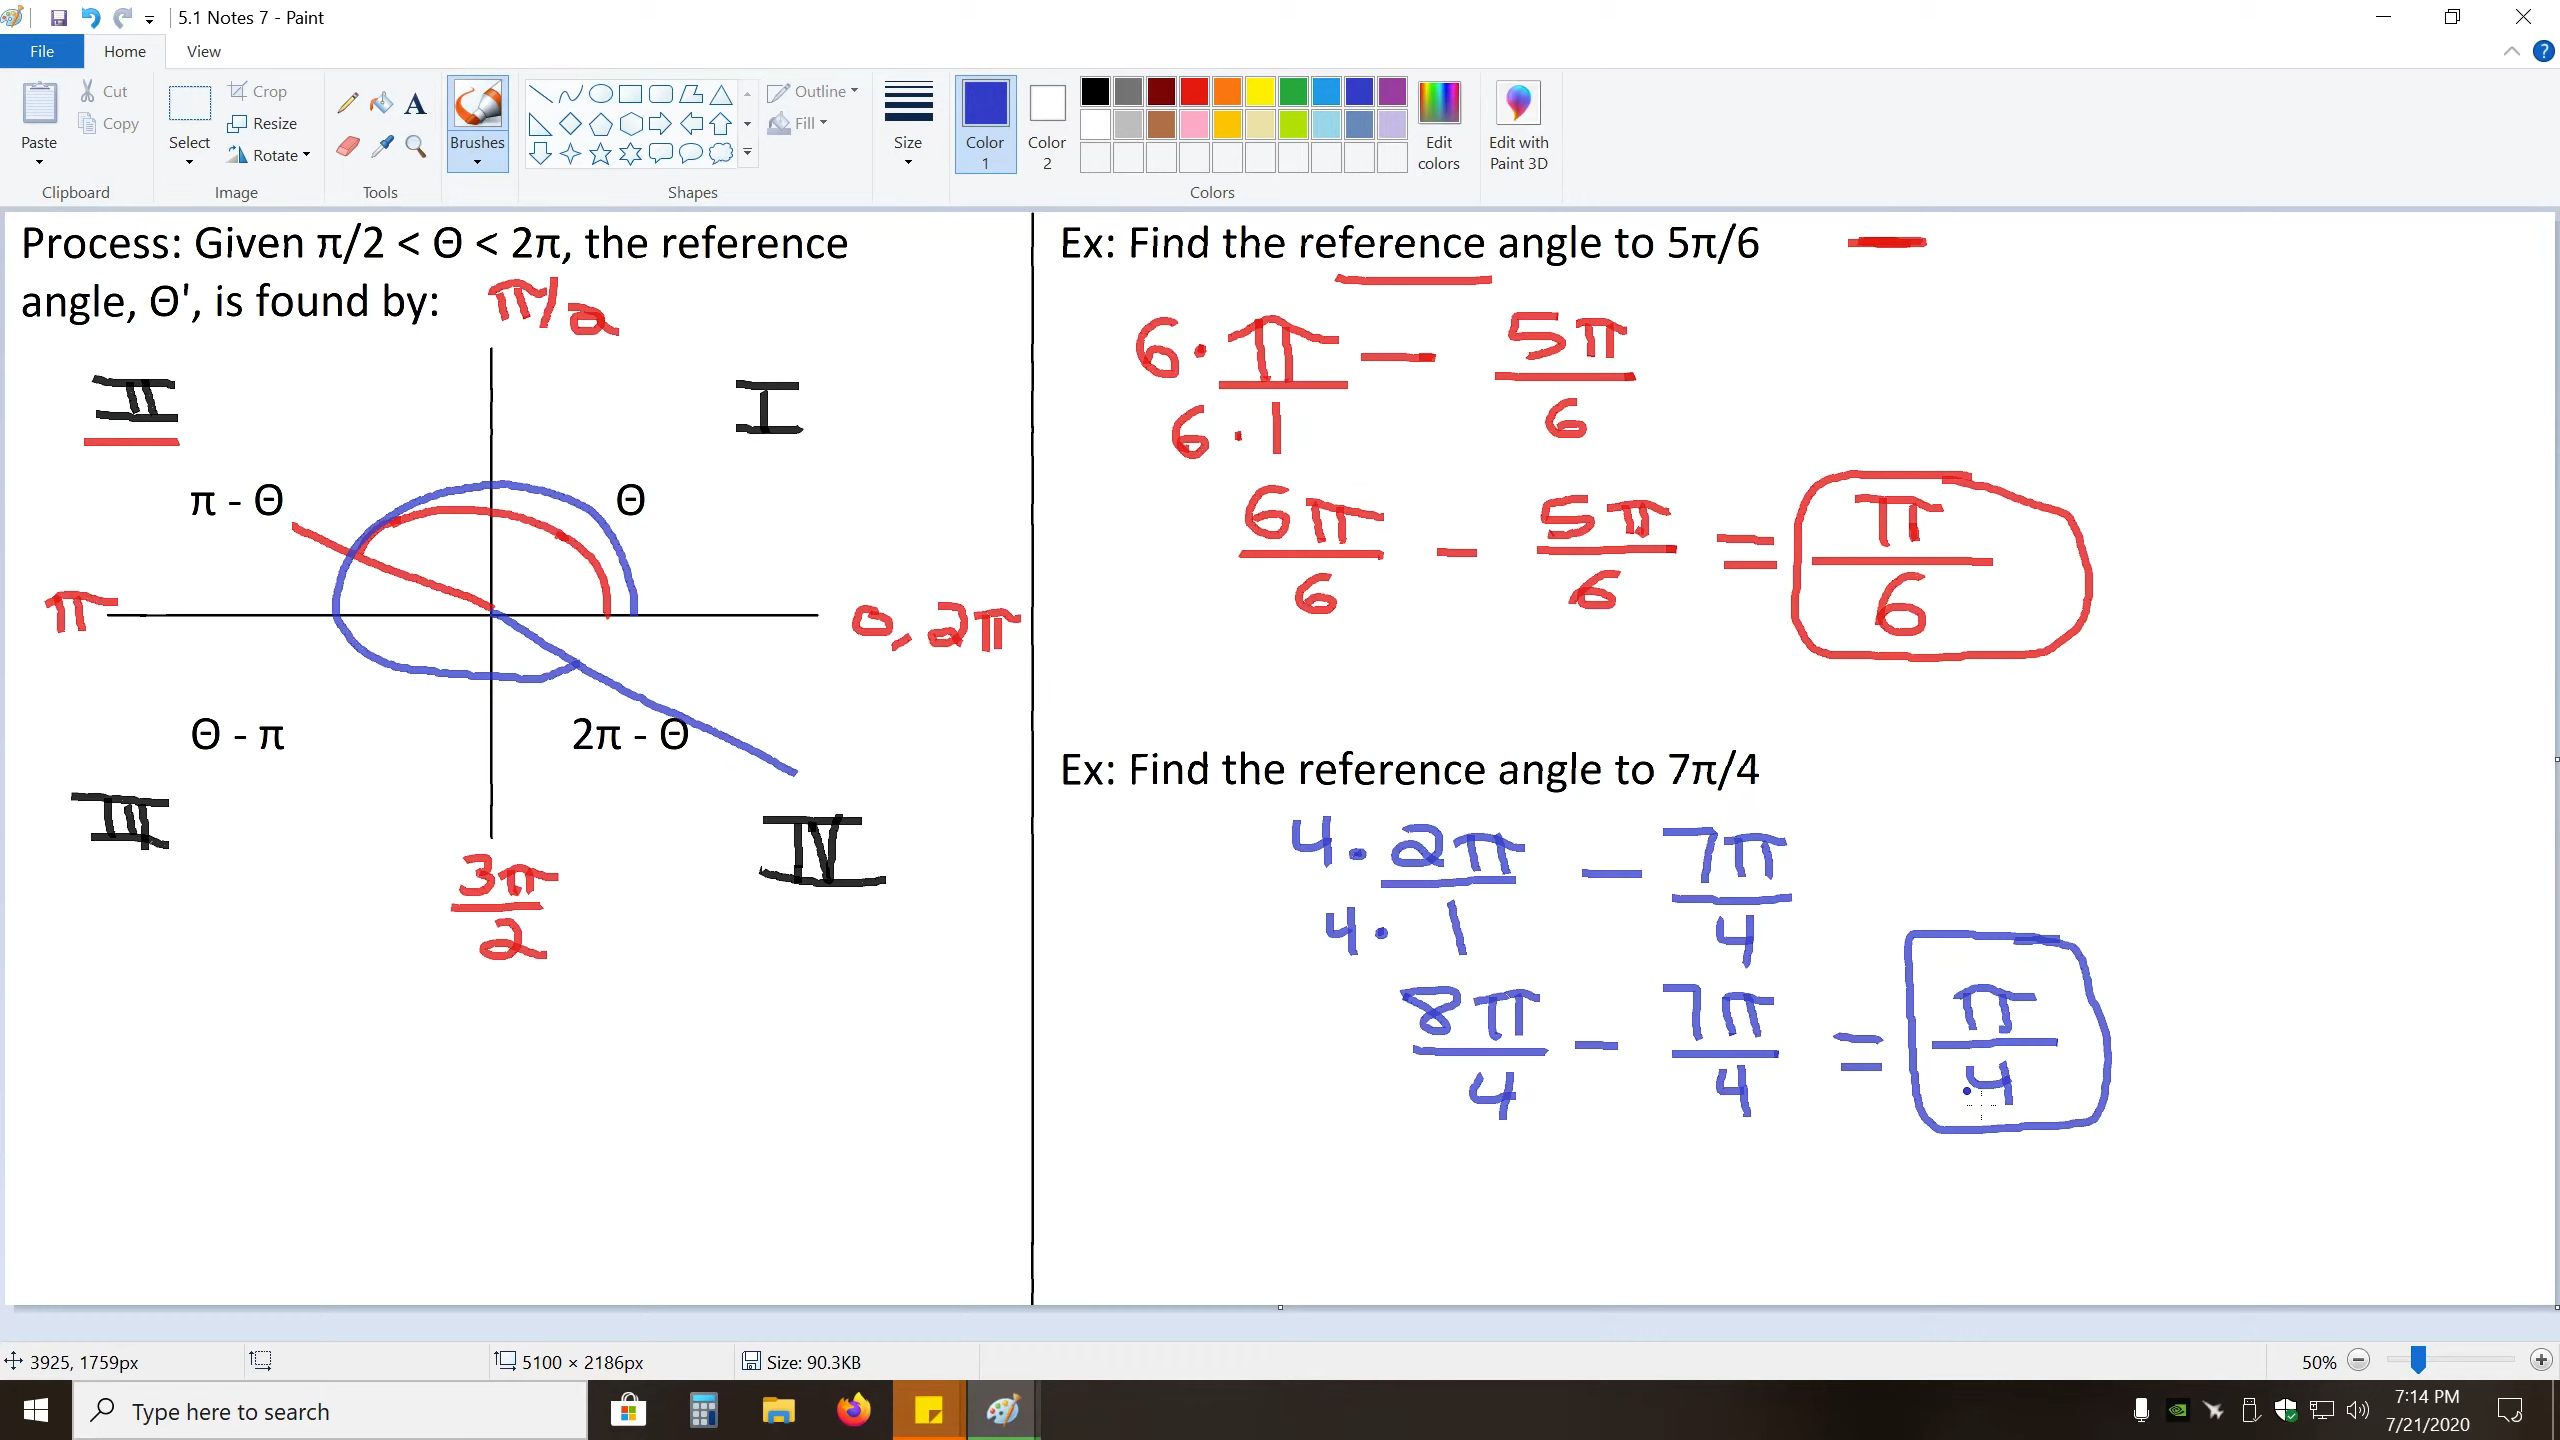 5.1 Notes 7 - Paint
File Home View
Paste Cut Copy Clipboard
Select Crop Resize Rotate Image
A Tools
Brushes
Outline Fill Shapes
Size
Color 1 Color 2 Edit colors Colors
Edit with Paint 3D
Process: Given π/2 < Θ < 2π, the reference
angle, Θ', is found by:
π/2
II
I
π - Θ
Θ
π
0, 2π
Θ - π
2π - Θ
III
IV
3π
2
Ex: Find the reference angle to 5π/6
6 · π — 5π
6 · 1 6
6π - 5π = π
6 6 6
Ex: Find the reference angle to 7π/4
4 · 2π — 7π
4 · 1 4
8π - 7π = π
4 4 4
3925, 1759px
5100 × 2186px
Size: 90.3KB
50%
Type here to search
7:14 PM
7/21/2020